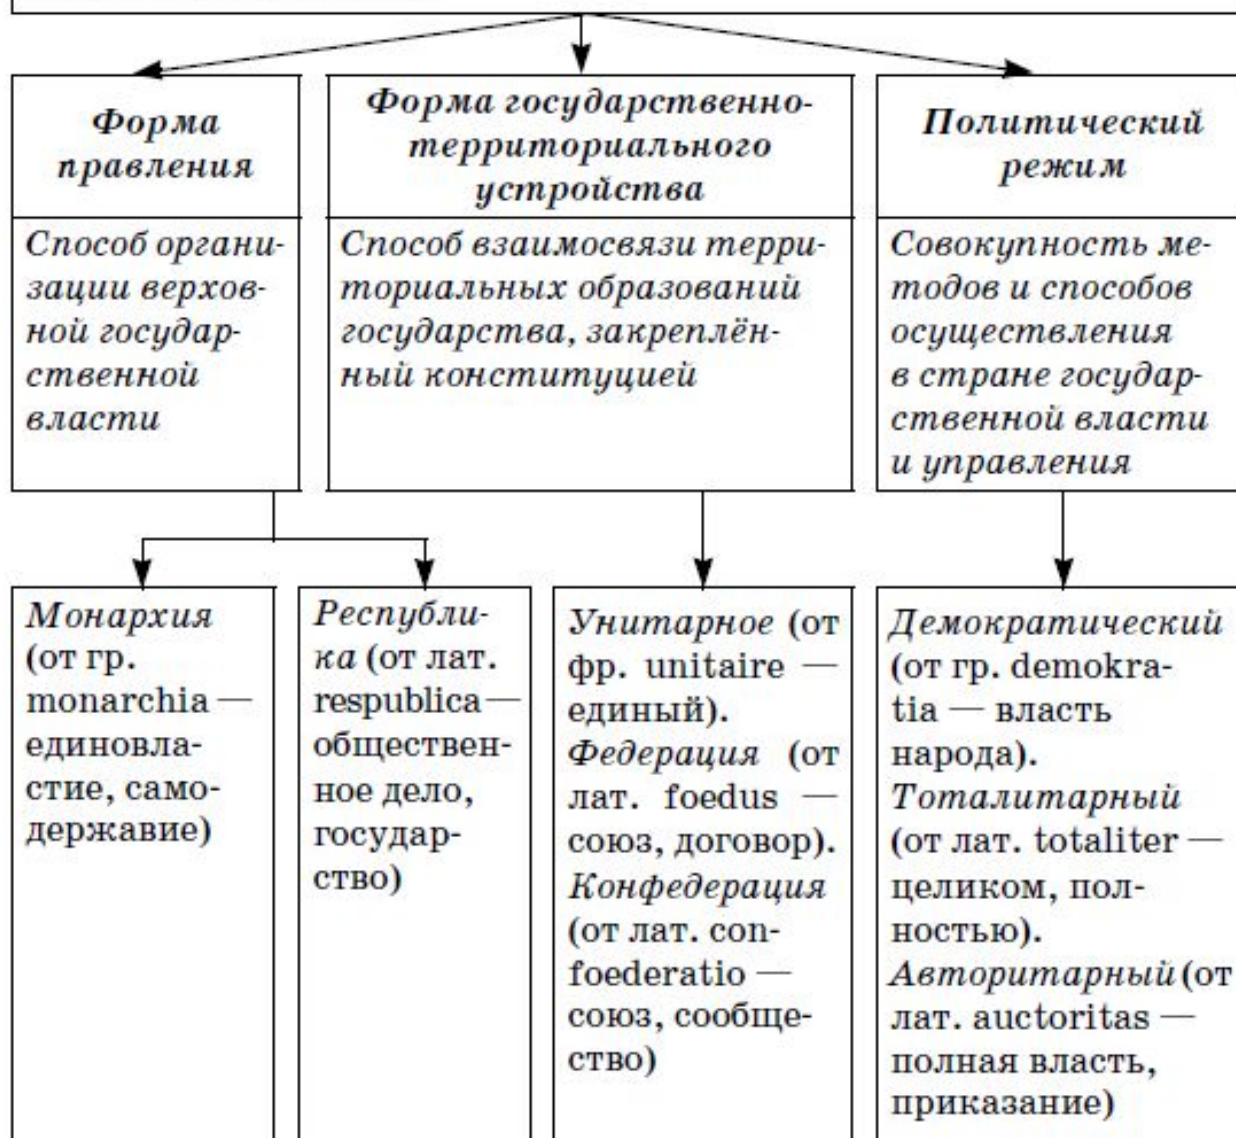 Форма
правления
Способ органи-
зации верхов-
ной государ-
ственной
власти
Форма государственно-
территориального
устройства
Способ взаимосвязи терри-
ториальных образований
государства, закреплён-
ный конституцией
Политический
режим
Совокупность ме-
тодов и способов
осуществления
в стране государ-
ственной власти
и управления
Монархия
(от гр.
monarchia —
единовла-
стие, само-
державие)
Республи-
ка (от лат.
respublica —
обществен-
ное дело,
государ-
ство)
Унитарное (от
фр. unitaire —
единый).
Федерация (от
лат. foedus —
союз, договор).
Конфедерация
(от лат. con-
foederatio —
союз, сообще-
ство)
Демократический
(от гр. demokra-
tia — власть
народа).
Тоталитарный
(от лат. totaliter —
целиком, пол-
ностью).
Авторитарный (от
лат. auctoritas —
полная власть,
приказание)